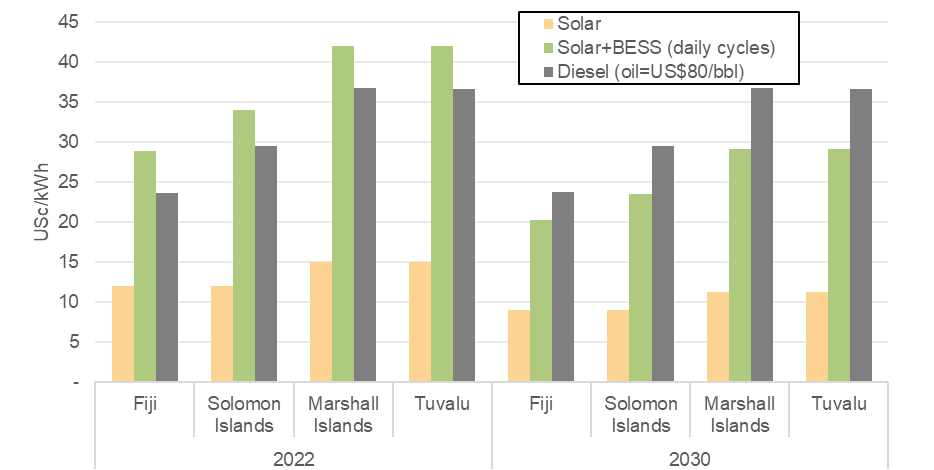 45
40
35
30
25
20
15
10
5
-
USc/kWh
Solar
Solar+BESS (daily cycles)
Diesel (oil=US$80/bbl)
Fiji
Solomon
Islands
Marshall
Islands
Tuvalu
Fiji
Solomon
Islands
Marshall
Islands
Tuvalu
2022
2030